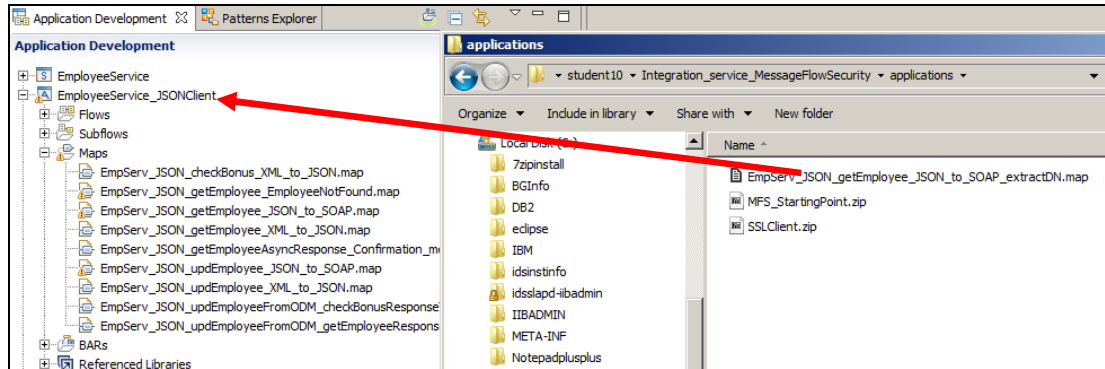 Application Development
Patterns Explorer
Application Development
EmployeeService
EmployeeService_JSONClient
Flows
Subflows
Maps
EmpServ_JSON_checkBonus_XML_to_JSON.map
EmpServ_JSON_getEmployee_EmployeeNotFound.map
EmpServ_JSON_getEmployee_JSON_to_SOAP.map
EmpServ_JSON_getEmployee_XML_to_JSON.map
EmpServ_JSON_getEmployeeAsyncResponse_Confirmation_m
EmpServ_JSON_updEmployee_JSON_to_SOAP.map
EmpServ_JSON_updEmployee_XML_to_JSON.map
EmpServ_JSON_updEmployeeFromODM_checkBonusResponse
EmpServ_JSON_updEmployeeFromODM_getEmployeeRespons
BARs
Referenced Libraries
applications
student10 Integration_service_MessageFlowSecurity applications
Organize Include in library Share with New folder
Local Disk (C:)
7zipinstall
BGInfo
DB2
eclipse
IBM
idsinstinfo
idsslapd-iibadmin
IIBADMIN
META-INF
Notepadplusplus
Name
EmpServ_JSON_getEmployee_JSON_to_SOAP_extractDN.map
MFS_StartingPoint.zip
SSLClient.zip